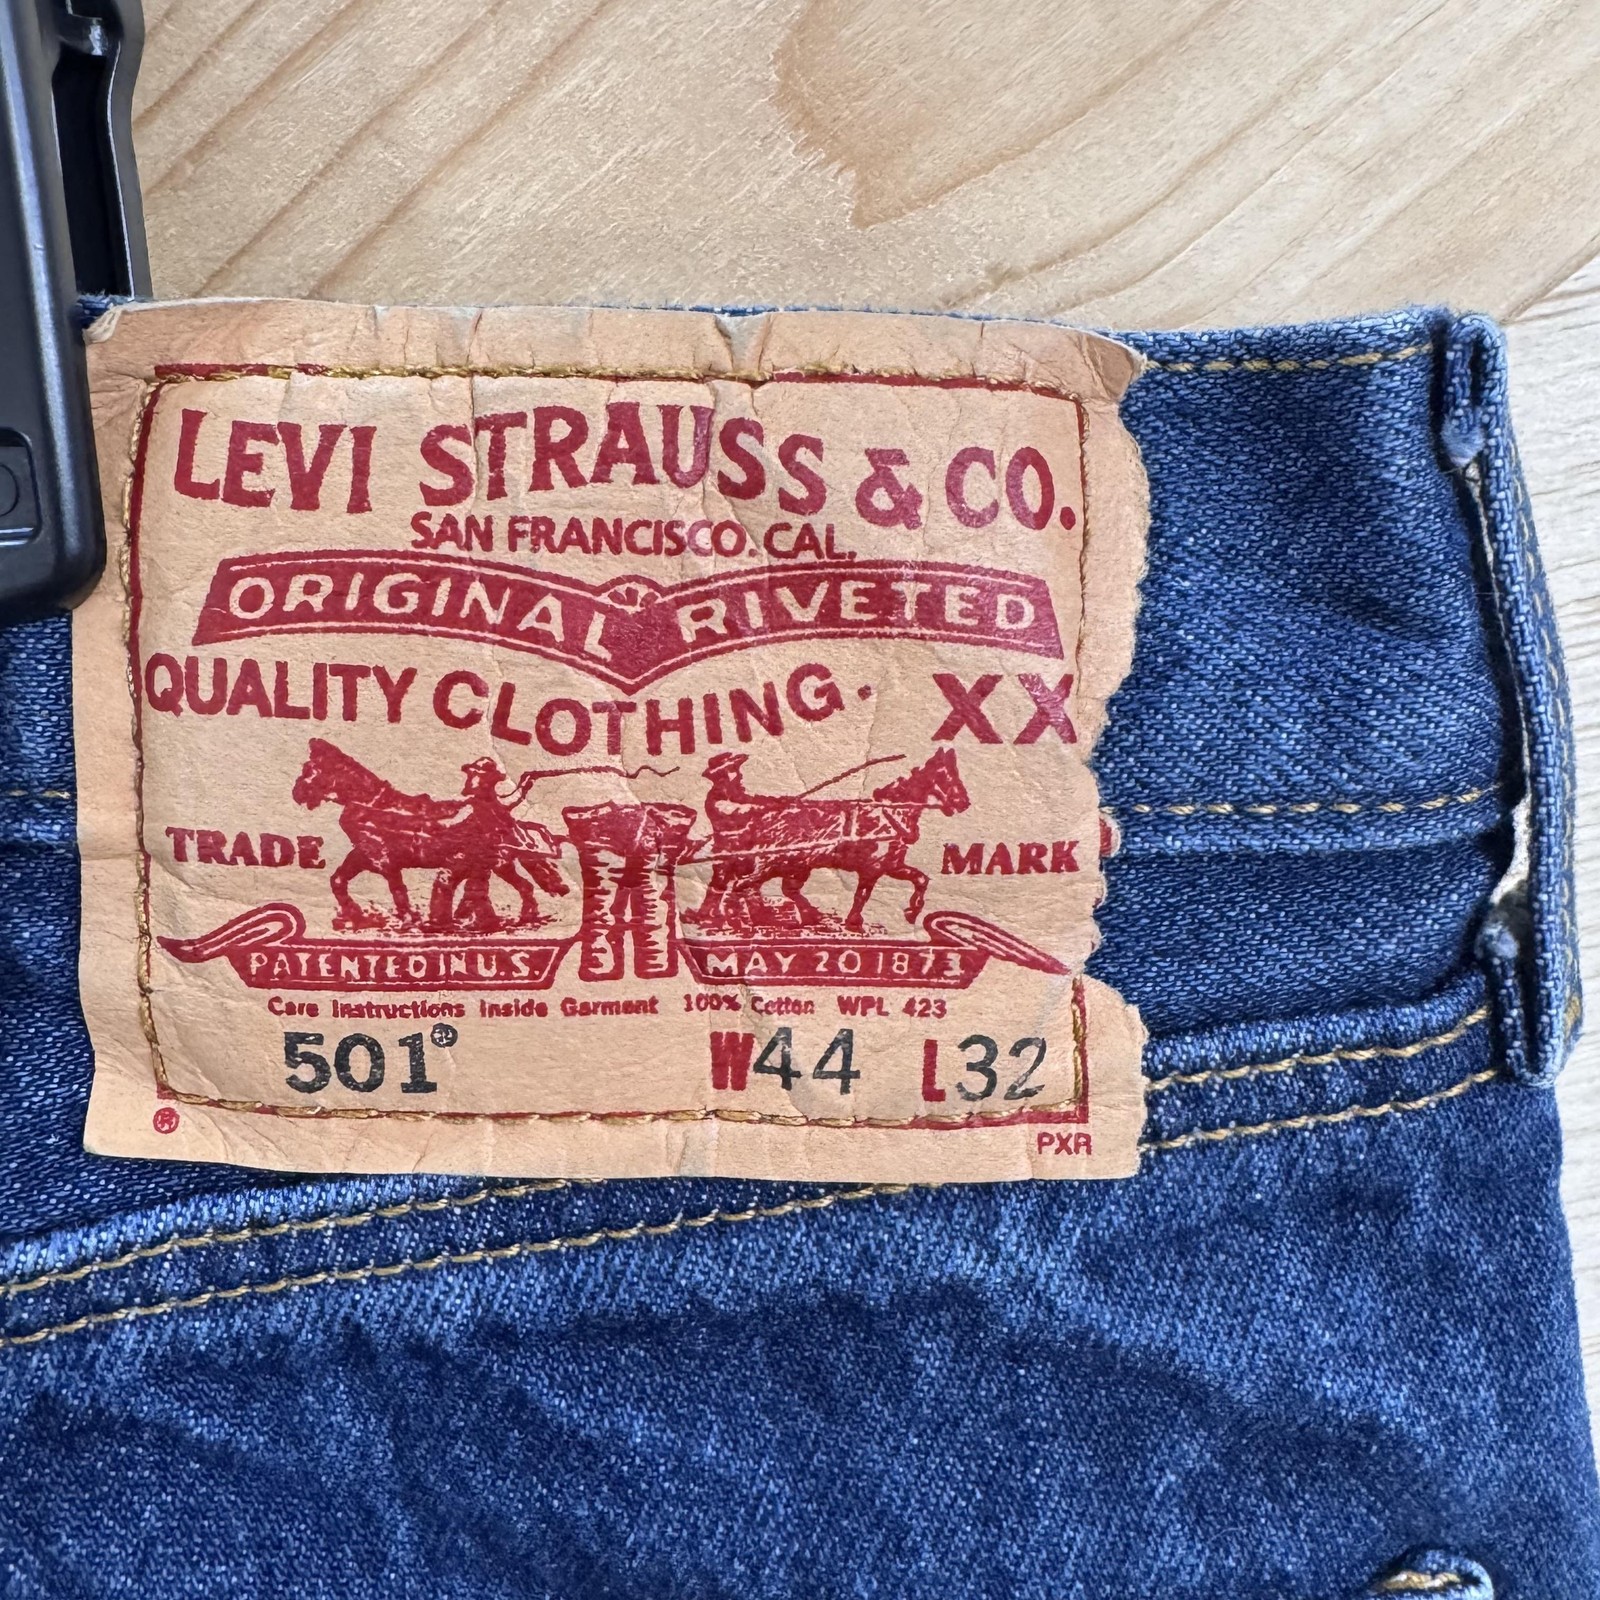 LEVI STRAUSS & CO.
SAN FRANCISCO. CAL.
ORIGINAL RIVETED
QUALITY CLOTHING. XX
TRADE MARK
PATENTED IN U.S. MAY 20 1873
Care Instructions Inside Garment 100% Cotton WPL 423
501® W44 L32
®
PXR